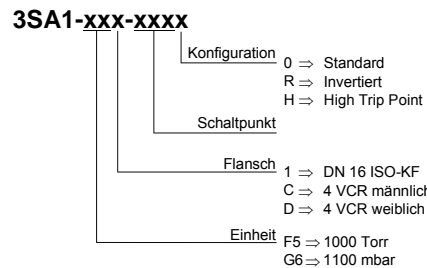 3SA1-xxx-xxxx
Konfiguration
0 ⇒ Standard
R ⇒ Invertiert
H ⇒ High Trip Point
Schaltpunkt
Flansch
1 ⇒ DN 16 ISO-KF
C ⇒ 4 VCR männlich
D ⇒ 4 VCR weiblich
Einheit
F5 ⇒ 1000 Torr
G6 ⇒ 1100 mbar